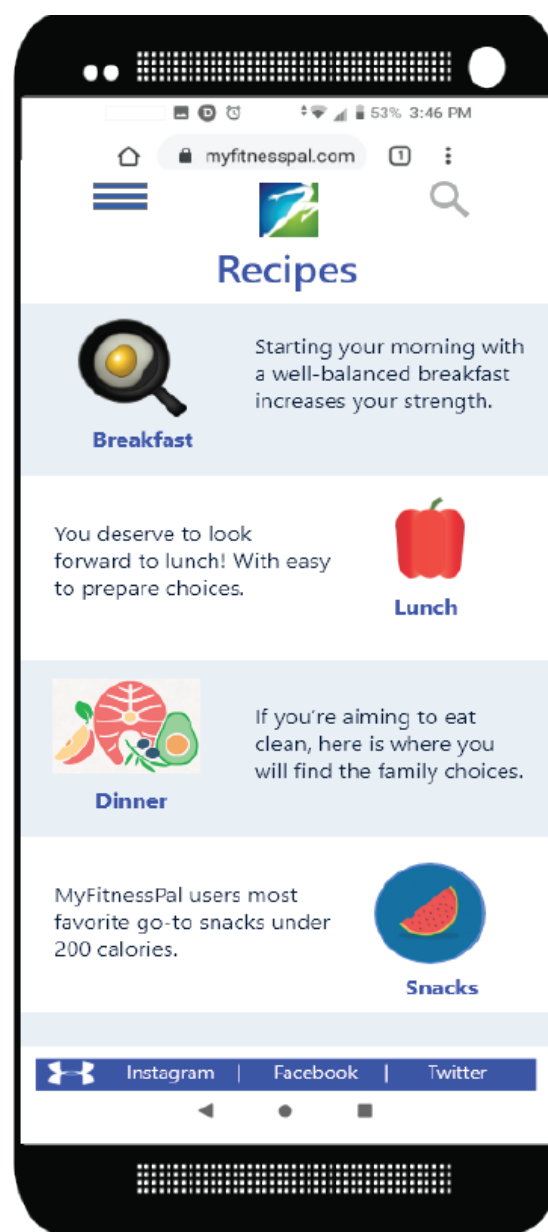 53% 3:46 PM
myfitnesspal.com
1
Recipes
Starting your morning with
a well-balanced breakfast
increases your strength.
Breakfast
You deserve to look
forward to lunch! With easy
to prepare choices.
Lunch
If you're aiming to eat
clean, here is where you
will find the family choices.
Dinner
MyFitnessPal users most
favorite go-to snacks under
200 calories.
Snacks
Instagram | Facebook | Twitter